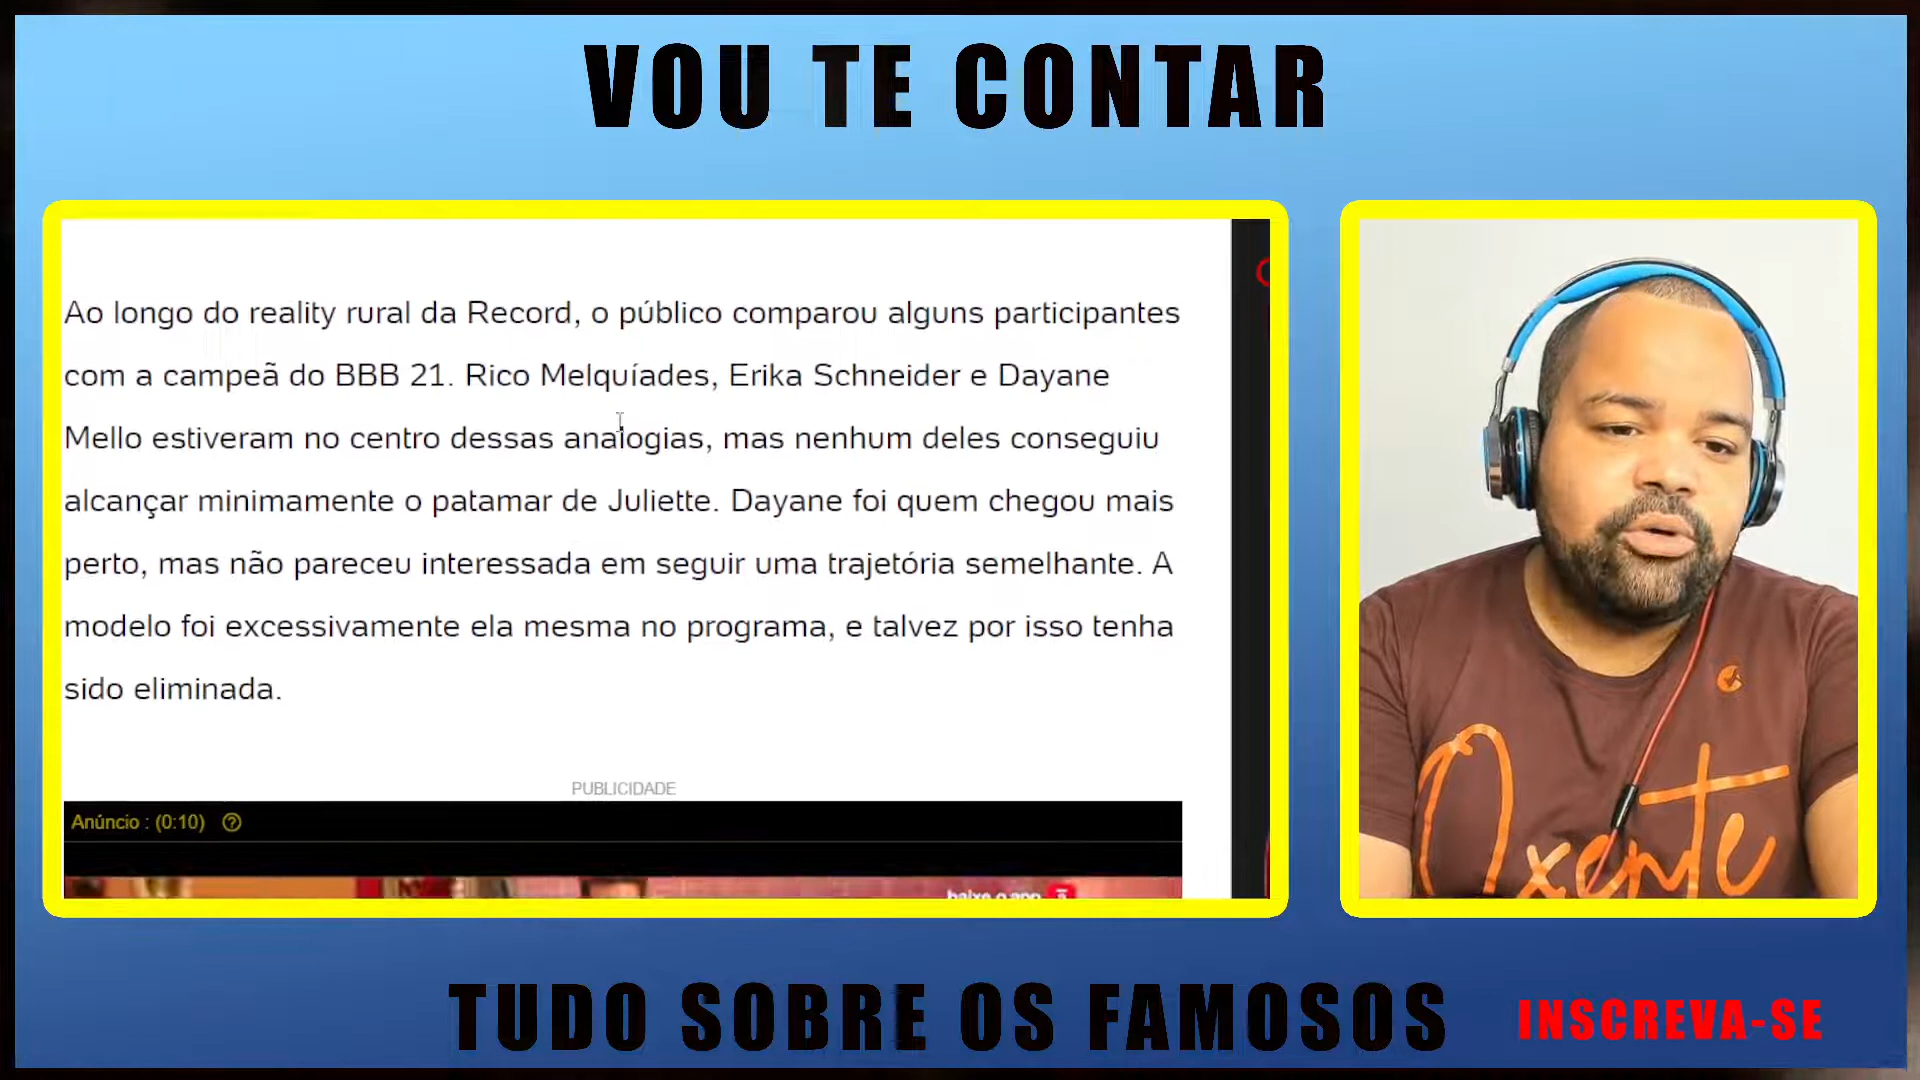 VOU TE CONTAR
Ao longo do reality rural da Record, o público comparou alguns participantes
com a campeã do BBB 21. Rico Melquíades, Erika Schneider e Dayane
Mello estiveram no centro dessas analogias, mas nenhum deles conseguiu
alcançar minimamente o patamar de Juliette. Dayane foi quem chegou mais
perto, mas não pareceu interessada em seguir uma trajetória semelhante. A
modelo foi excessivamente ela mesma no programa, e talvez por isso tenha
sido eliminada.
PUBLICIDADE
Anúncio : (0:10)
baixe o app
Oxente
TUDO SOBRE OS FAMOSOS
INSCREVA-SE